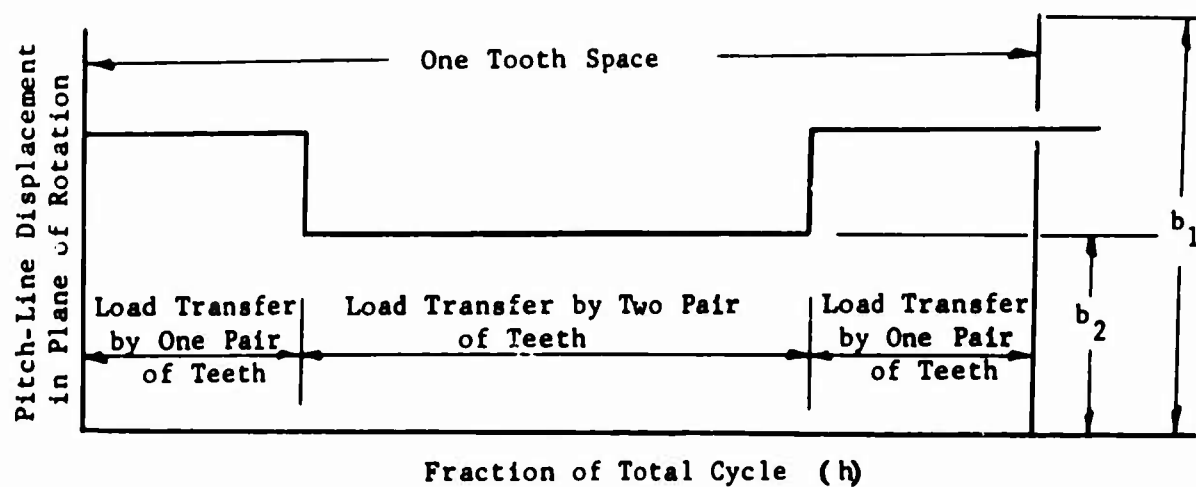 Pitch-Line Displacement
in Plane of Rotation
One Tooth Space
Load Transfer
by One Pair
of Teeth
Load Transfer by Two Pair
of Teeth
Load Transfer
by One Pair
of Teeth
b2
b1
Fraction of Total Cycle (h)